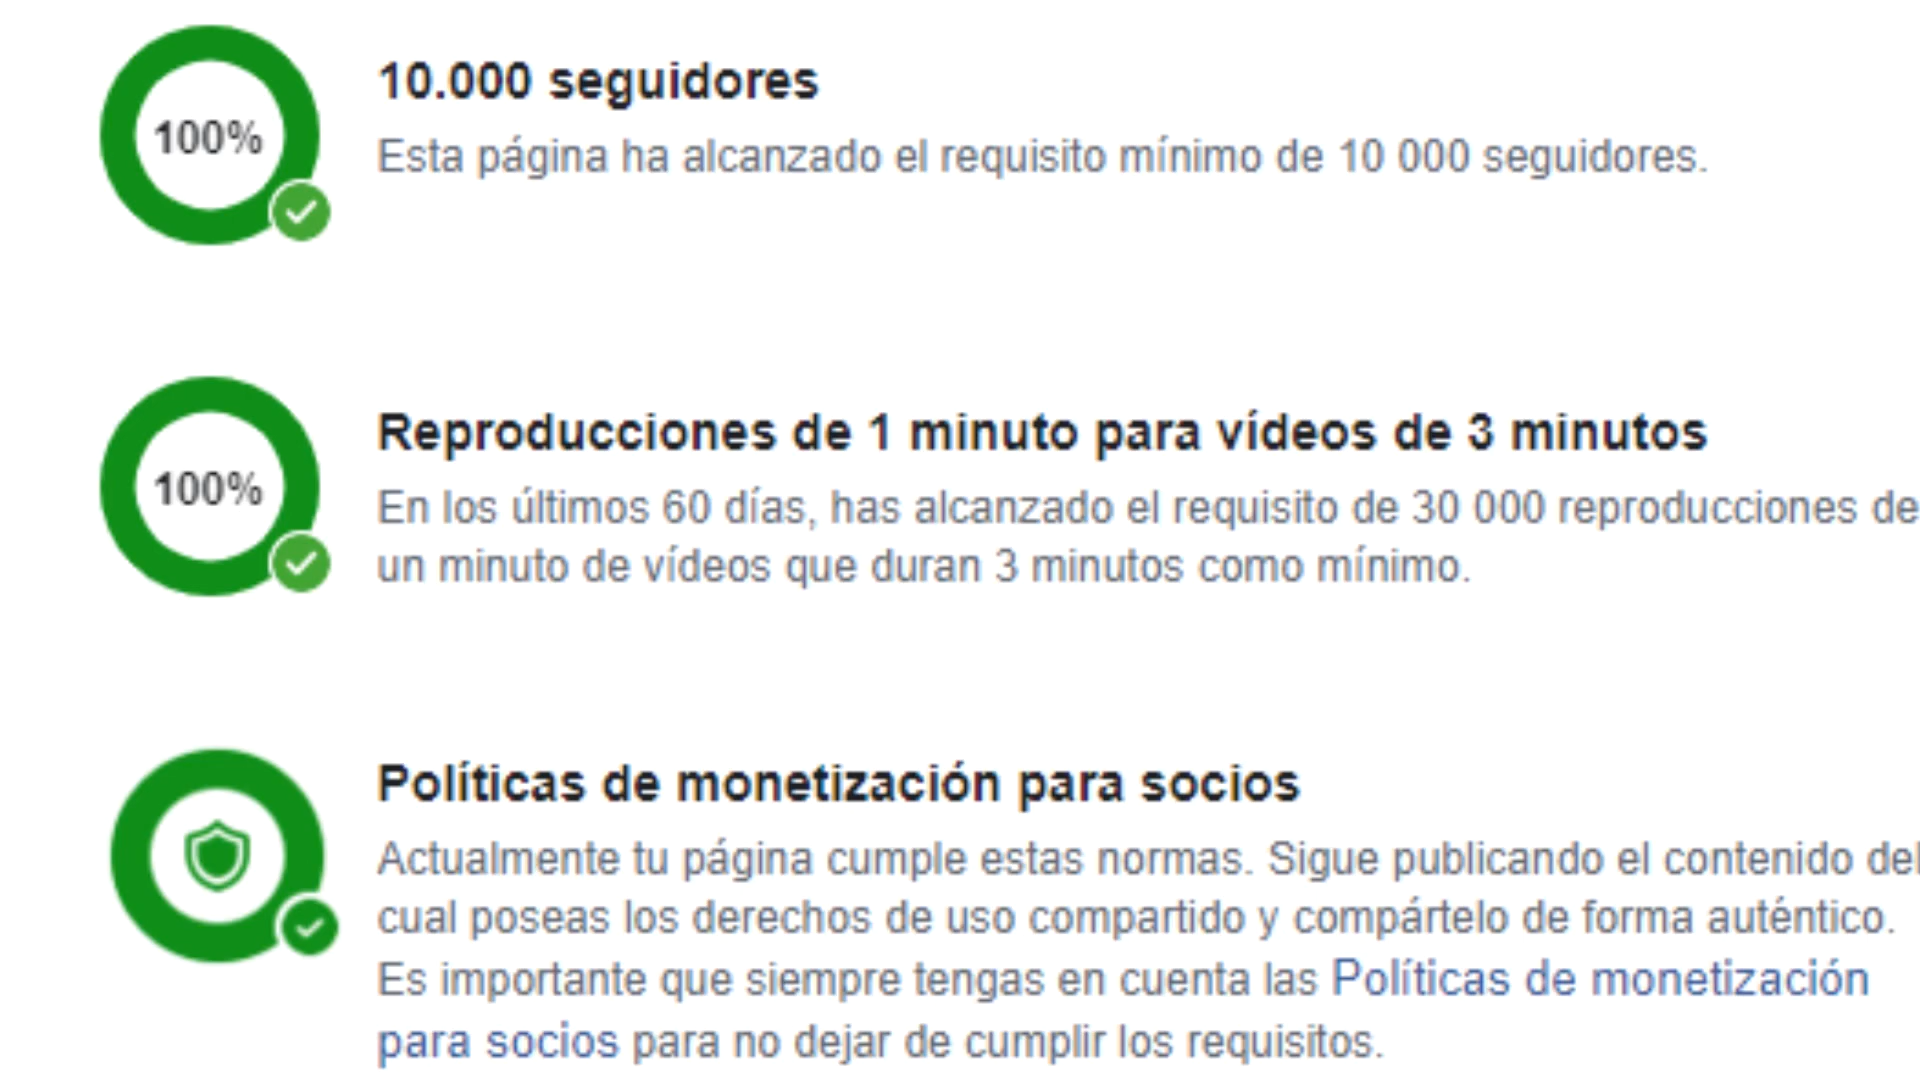 100%
10.000 seguidores
Esta página ha alcanzado el requisito mínimo de 10 000 seguidores.
100%
Reproducciones de 1 minuto para vídeos de 3 minutos
En los últimos 60 días, has alcanzado el requisito de 30 000 reproducciones de
un minuto de vídeos que duran 3 minutos como mínimo.
Políticas de monetización para socios
Actualmente tu página cumple estas normas. Sigue publicando el contenido del
cual poseas los derechos de uso compartido y compártelo de forma auténtico.
Es importante que siempre tengas en cuenta las Políticas de monetización
para socios para no dejar de cumplir los requisitos.